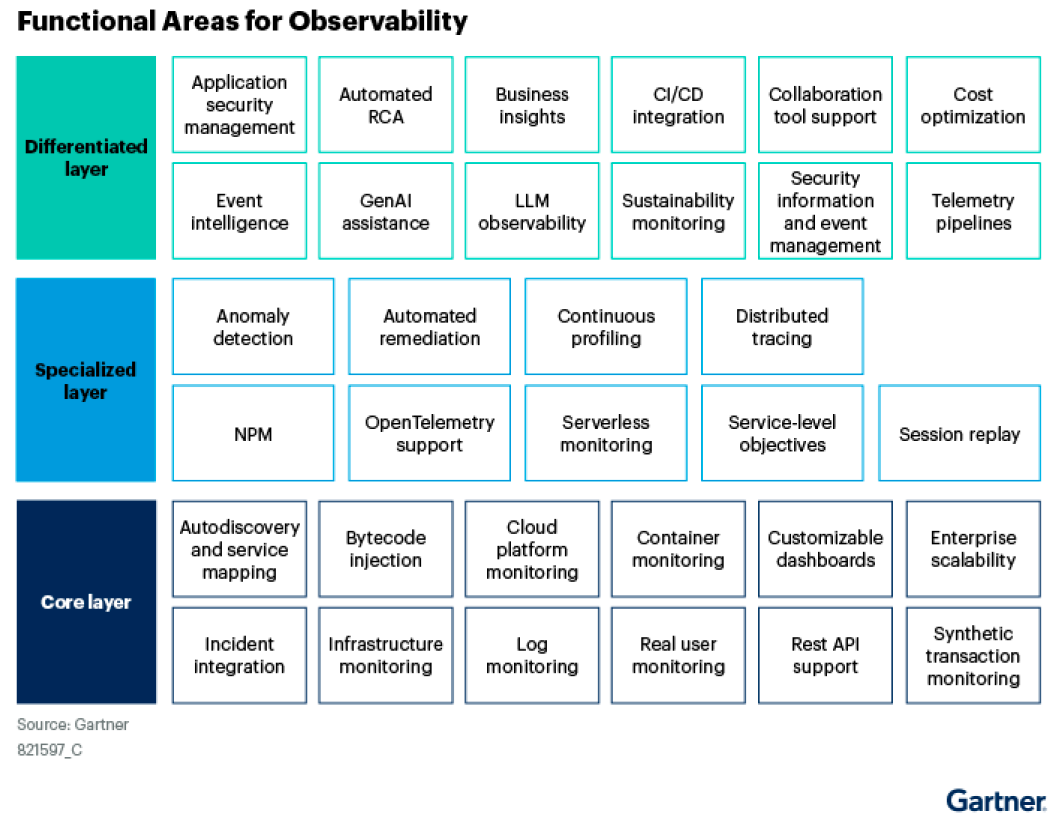 Functional Areas for Observability
Differentiated
layer
Application
security
management
Automated
RCA
Business
insights
CI/CD
integration
Collaboration
tool support
Cost
optimization
Event
intelligence
GenAI
assistance
LLM
observability
Sustainability
monitoring
Security
information
and event
management
Telemetry
pipelines
Specialized
layer
Anomaly
detection
Automated
remediation
Continuous
profiling
Distributed
tracing
NPM
OpenTelemetry
support
Serverless
monitoring
Service-level
objectives
Session replay
Core layer
Autodiscovery
and service
mapping
Bytecode
injection
Cloud
platform
monitoring
Container
monitoring
Customizable
dashboards
Enterprise
scalability
Incident
integration
Infrastructure
monitoring
Log
monitoring
Real user
monitoring
Rest API
support
Synthetic
transaction
monitoring
Source: Gartner
821597_C
Gartner